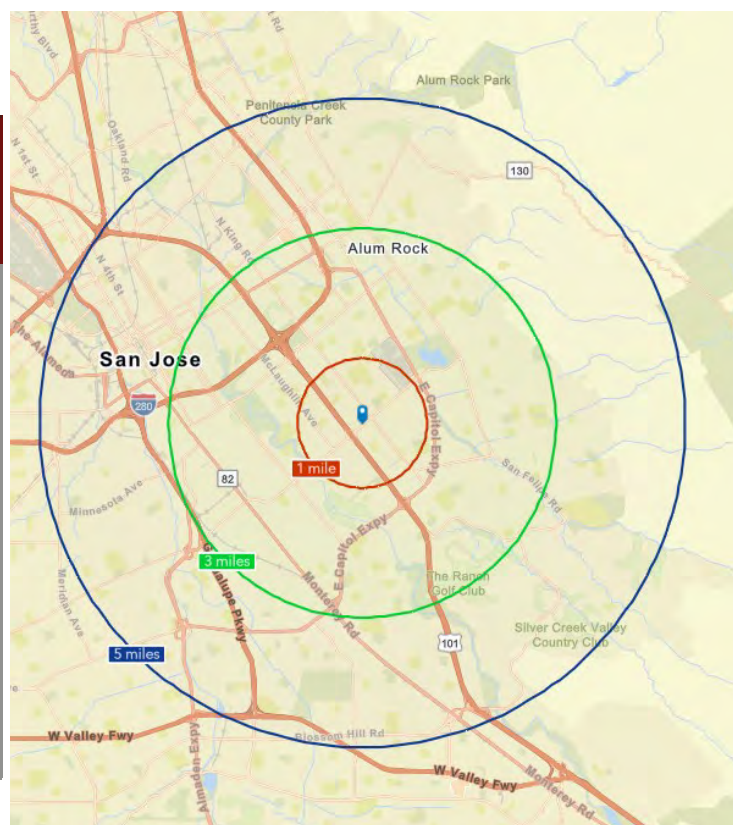 Alum Rock Park
Penitencia Creek
County Park
Oakland Rd
N 1st St
130
N King Rd
Alum Rock
N 4th St
The Alameda
San Jose
McLaughlin Ave
E Capitol Expy
280
1 mile
82
San Felipe Rd
Minnesota Ave
E Capitol Expy
3 miles
Guadalupe Pkwy
Meridian Ave
Monterey Rd
The Ranch
Golf Club
Silver Creek Valley
Country Club
101
5 miles
W Valley Fwy
Blossom Hill Rd
Almaden Expy
W Valley Fwy
Monterey Rd